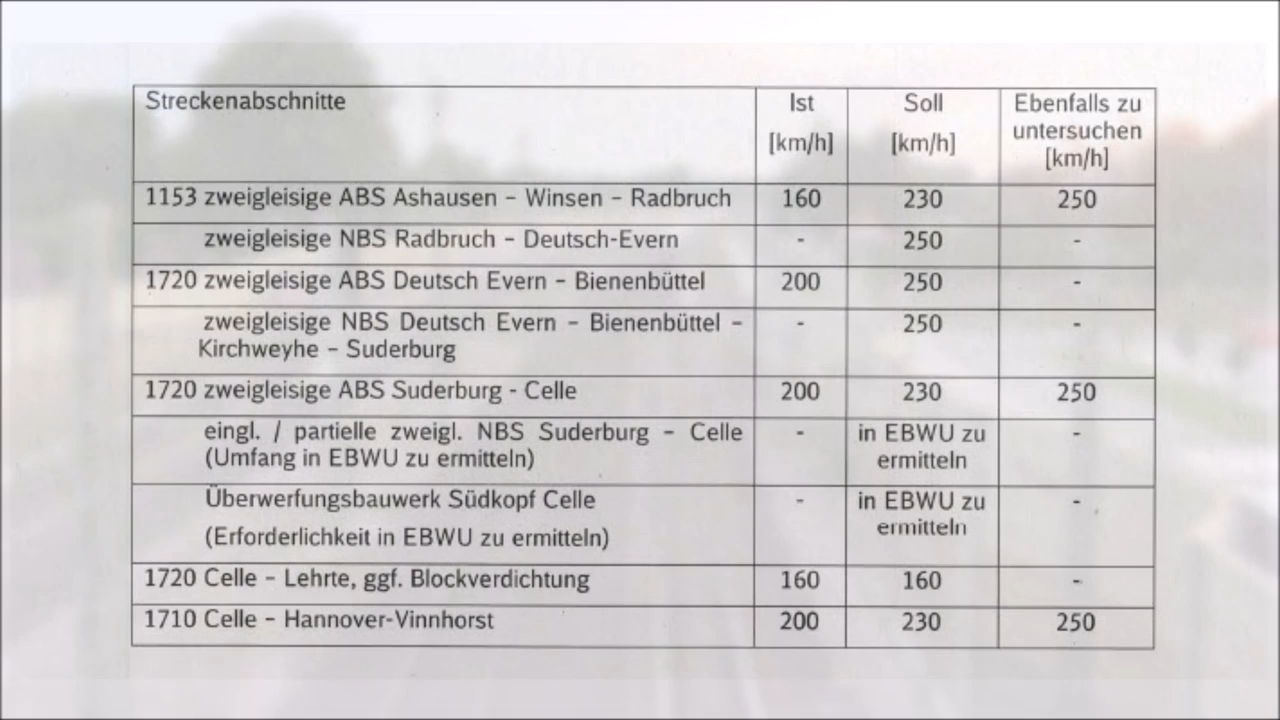 Streckenabschnitte
Ist
[km/h]
Soll
[km/h]
Ebenfalls zu
untersuchen
[km/h]
1153 zweigleisige ABS Ashausen – Winsen – Radbruch 160 230 250
zweigleisige NBS Radbruch – Deutsch-Evern - 250 -
1720 zweigleisige ABS Deutsch Evern – Bienenbüttel 200 250 -
zweigleisige NBS Deutsch Evern – Bienenbüttel – - 250 -
Kirchweyhe – Suderburg
1720 zweigleisige ABS Suderburg - Celle 200 230 250
eingl. / partielle zweigl. NBS Suderburg – Celle - in EBWU zu -
(Umfang in EBWU zu ermitteln) ermitteln
Überwerfungsbauwerk Südkopf Celle - in EBWU zu -
(Erforderlichkeit in EBWU zu ermitteln) ermitteln
1720 Celle – Lehrte, ggf. Blockverdichtung 160 160 -
1710 Celle – Hannover-Vinnhorst 200 230 250